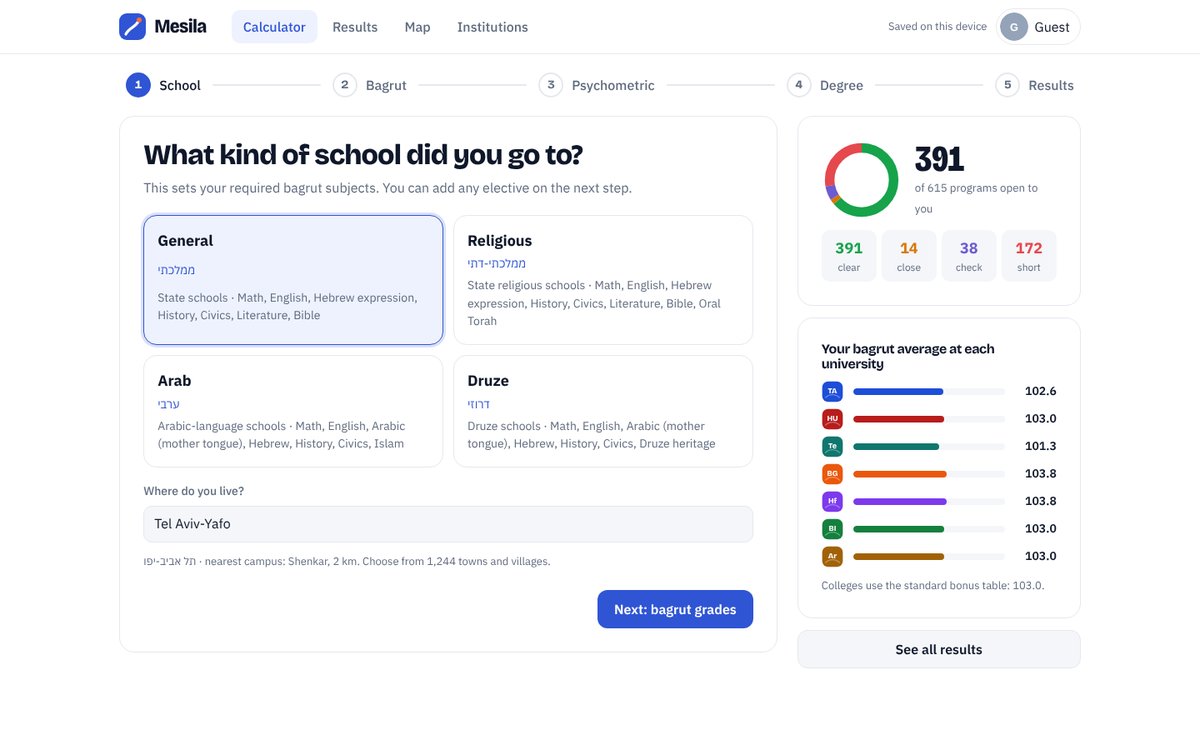 Mesila
Calculator
Results
Map
Institutions
Saved on this device
G
Guest
1 School
2 Bagrut
3 Psychometric
4 Degree
5 Results
What kind of school did you go to?
This sets your required bagrut subjects. You can add any elective on the next step.
General
ממלכתי
State schools · Math, English, Hebrew expression,
History, Civics, Literature, Bible
Religious
ממלכתי-דתי
State religious schools · Math, English, Hebrew
expression, History, Civics, Literature, Bible, Oral
Torah
Arab
ערבי
Arabic-language schools · Math, English, Arabic
(mother tongue), Hebrew, History, Civics, Islam
Druze
דרוזי
Druze schools · Math, English, Arabic (mother
tongue), Hebrew, History, Civics, Druze heritage
Where do you live?
Tel Aviv-Yafo
תל אביב-יפו · nearest campus: Shenkar, 2 km. Choose from 1,244 towns and villages.
Next: bagrut grades
391
of 615 programs open to
you
391
clear
14
close
38
check
172
short
Your bagrut average at each
university
TA 102.6
HU 103.0
Te 101.3
BG 103.8
Hf 103.8
BI 103.0
Ar 103.0
Colleges use the standard bonus table: 103.0.
See all results